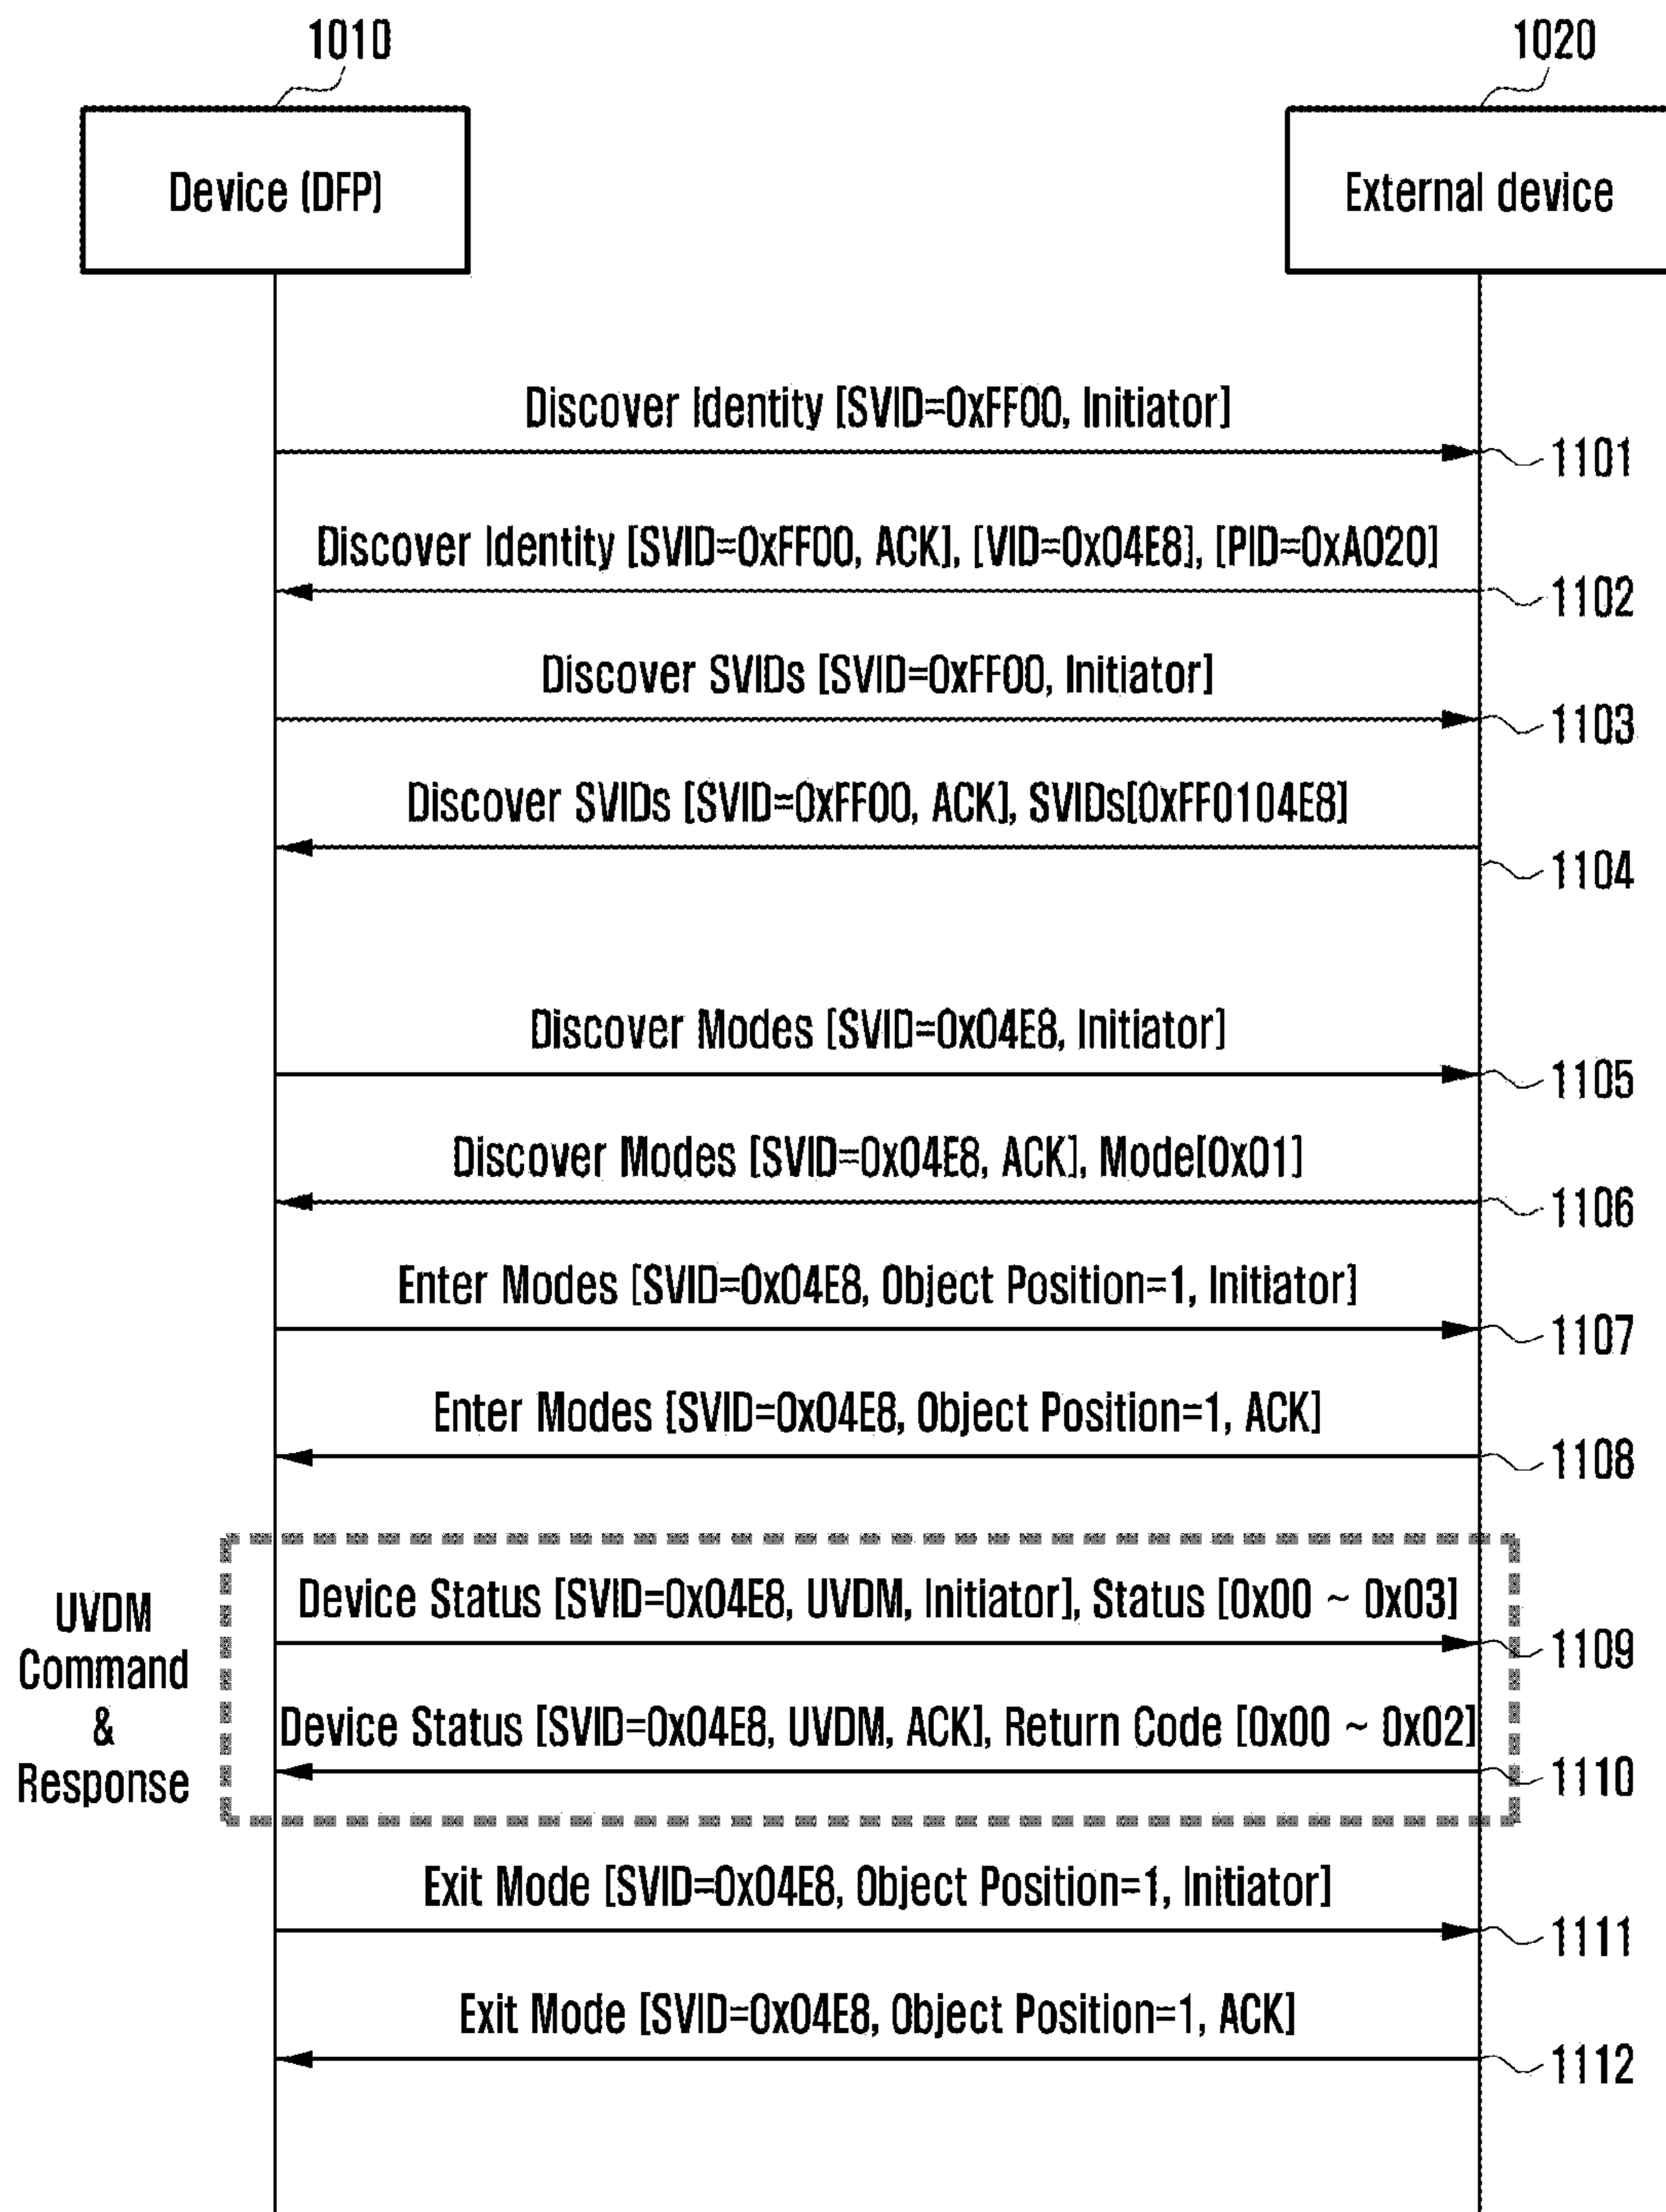 1010
1020
Device (DFP)
External device
Discover Identity [SVID=0xFF00, Initiator]
1101
Discover Identity [SVID=0xFF00, ACK], [VID=0x04E8], [PID=0xA020]
1102
Discover SVIDs [SVID=0xFF00, Initiator]
1103
Discover SVIDs [SVID=0xFF00, ACK], SVIDs[0xFF0104E8]
1104
Discover Modes [SVID=0x04E8, Initiator]
1105
Discover Modes [SVID=0x04E8, ACK], Mode[0x01]
1106
Enter Modes [SVID=0x04E8, Object Position=1, Initiator]
1107
Enter Modes [SVID=0x04E8, Object Position=1, ACK]
1108
UVDM
Command
&
Response
Device Status [SVID=0x04E8, UVDM, Initiator], Status [0x00 ~ 0x03]
1109
Device Status [SVID=0x04E8, UVDM, ACK], Return Code [0x00 ~ 0x02]
1110
Exit Mode [SVID=0x04E8, Object Position=1, Initiator]
1111
Exit Mode [SVID=0x04E8, Object Position=1, ACK]
1112